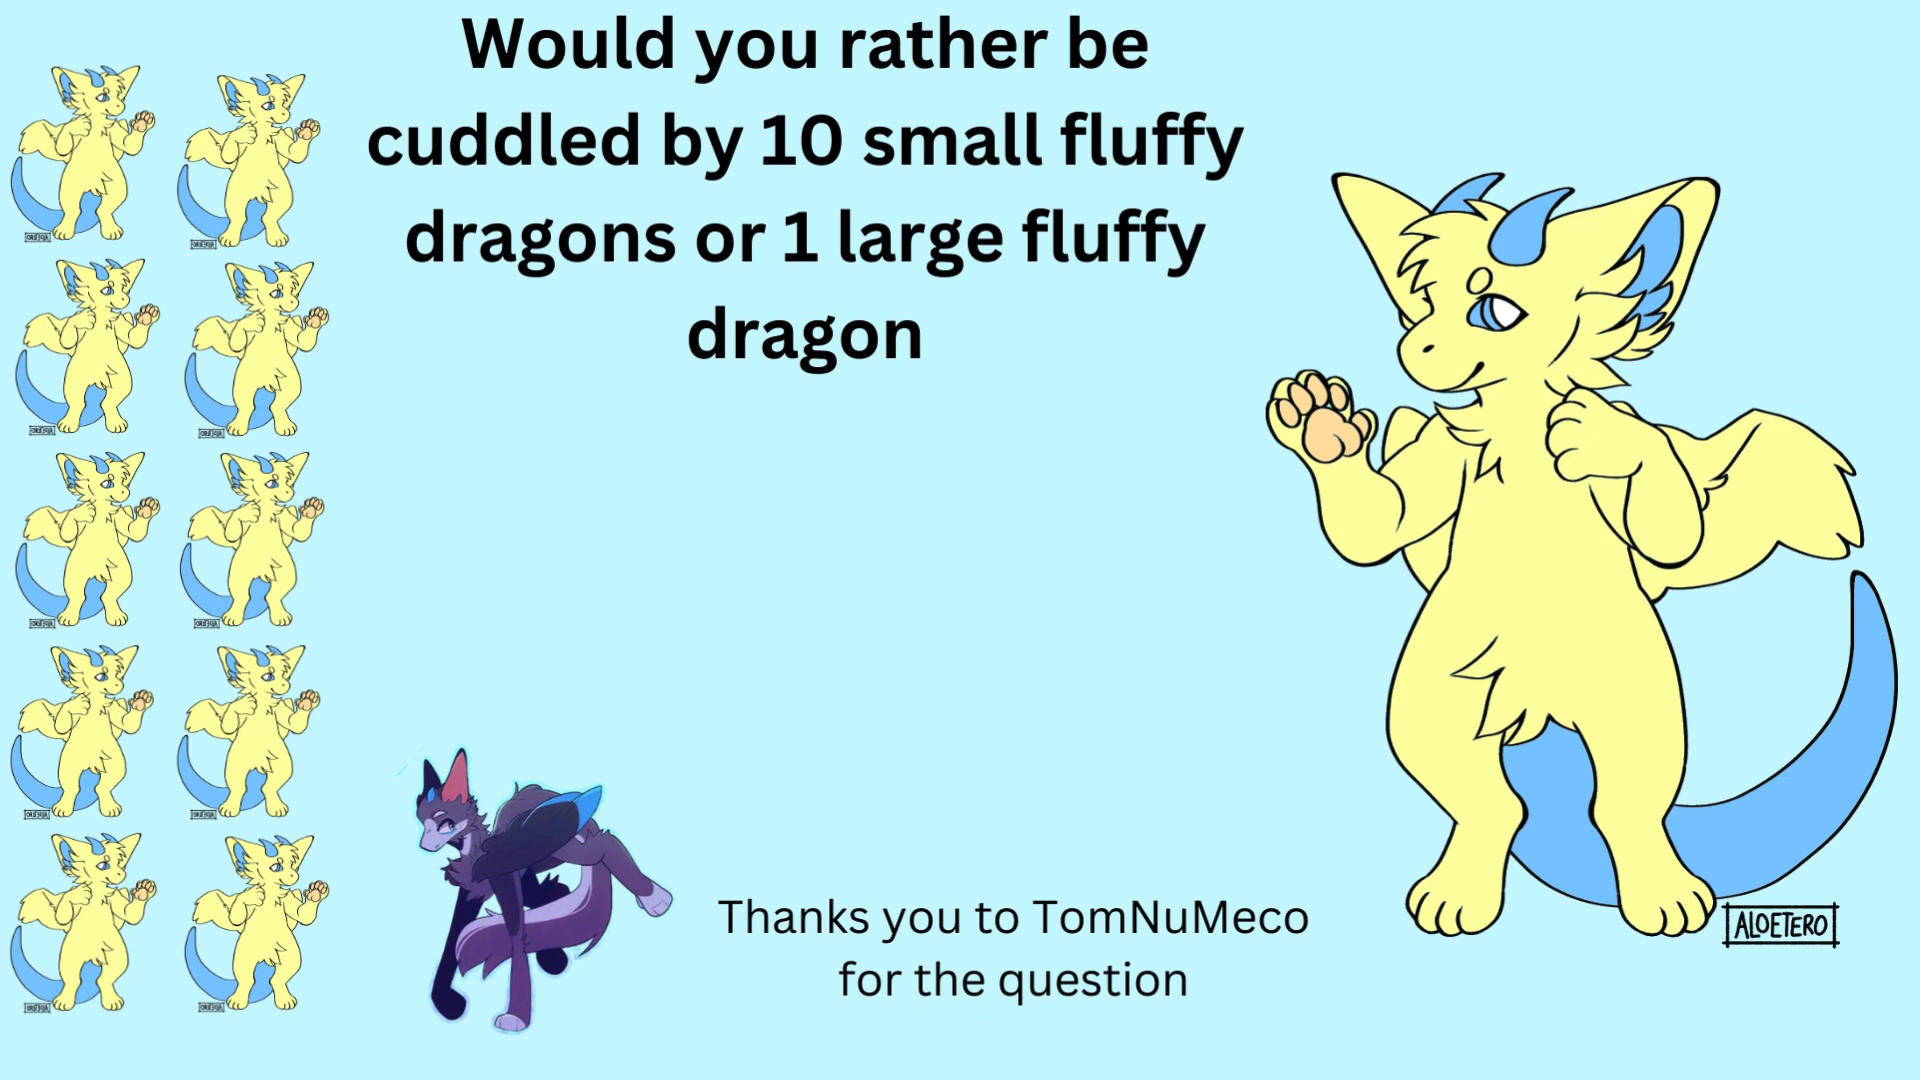 Would you rather be
cuddled by 10 small fluffy
dragons or 1 large fluffy
dragon
Thanks you to TomNuMeco
for the question
ALOETERO